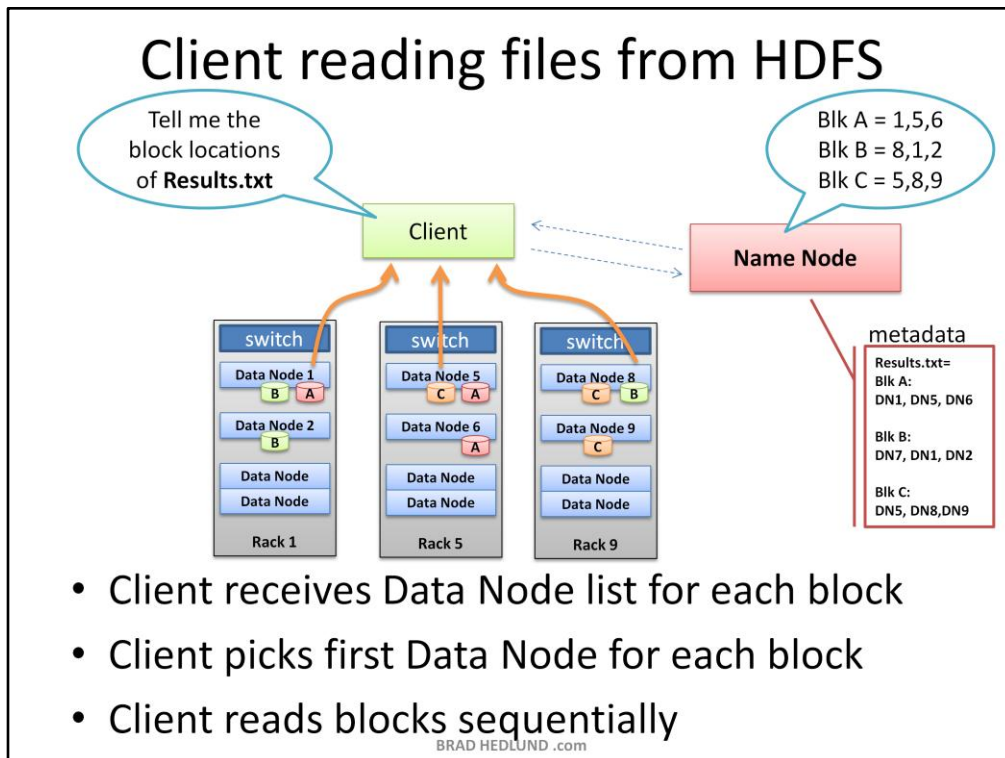 Client reading files from HDFS
Tell me the
block locations
of Results.txt
Blk A = 1,5,6
Blk B = 8,1,2
Blk C = 5,8,9
Client
Name Node
metadata
Results.txt=
Blk A:
DN1, DN5, DN6
Blk B:
DN7, DN1, DN2
Blk C:
DN5, DN8,DN9
switch
Data Node 1
B
A
Data Node 2
B
Data Node
Data Node
Rack 1
switch
Data Node 5
C
A
Data Node 6
A
Data Node
Data Node
Rack 5
switch
Data Node 8
C
B
Data Node 9
C
Data Node
Data Node
Rack 9
• Client receives Data Node list for each block
• Client picks first Data Node for each block
• Client reads blocks sequentially
BRAD HEDLUND .com